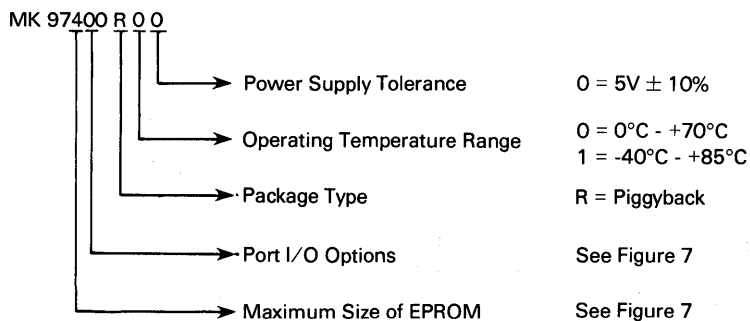 MK 97400 R 0 0
Power Supply Tolerance 0 = 5V ± 10%
Operating Temperature Range 0 = 0°C - +70°C
1 = -40°C - +85°C
Package Type R = Piggyback
Port I/O Options See Figure 7
Maximum Size of EPROM See Figure 7